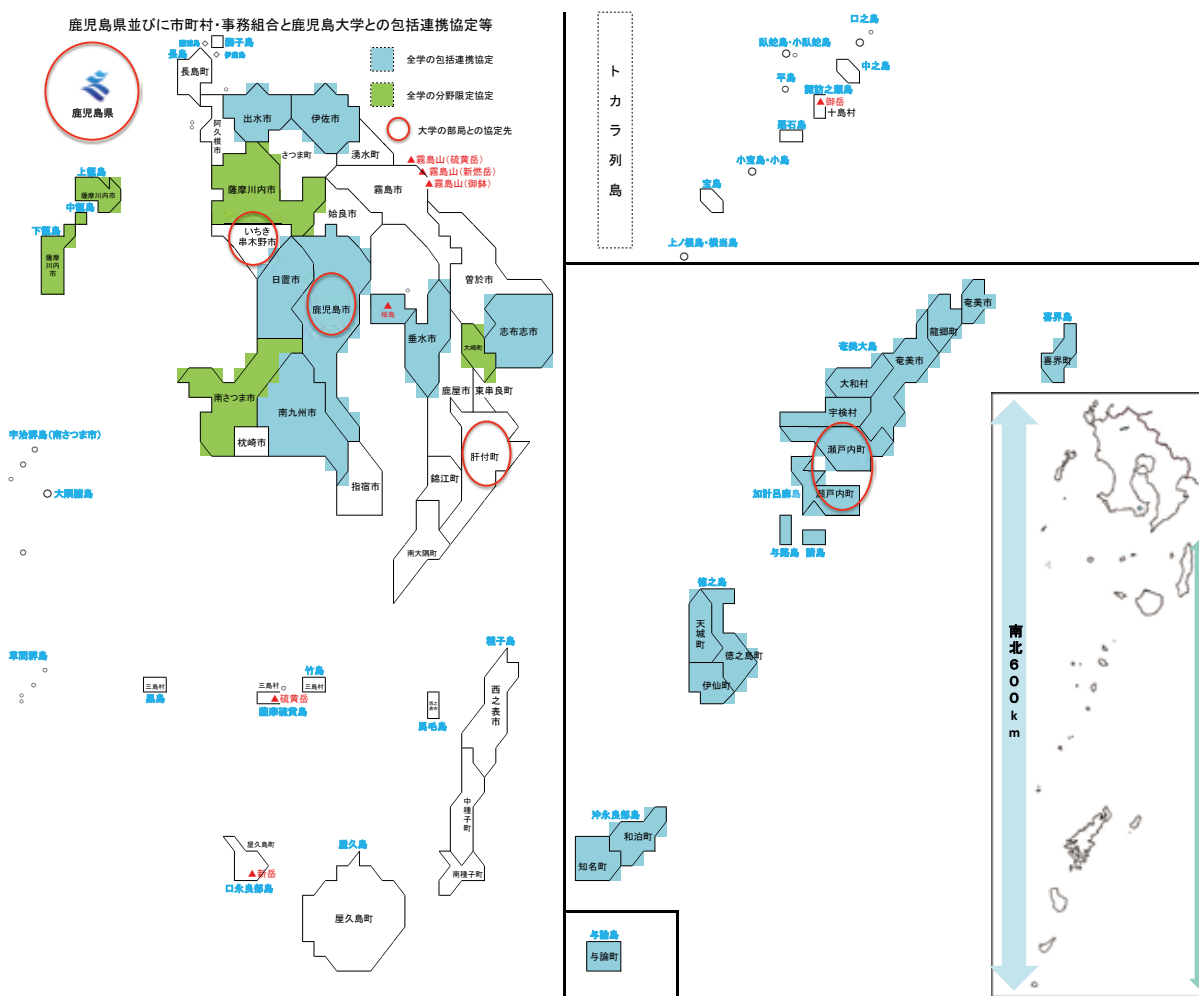 鹿児島県並びに市町村・事務組合と鹿児島大学との包括連携協定等
鹿児島県
全学の包括連携協定
全学の分野限定協定
大学の部局との協定先
獅子島
伊唐島
長島
長島町
阿久根市
出水市
伊佐市
さつま町
湧水町
▲霧島山(硫黄岳)
▲霧島山(新燃岳)
▲霧島山(御鉢)
霧島市
薩摩川内市
姶良市
いちき
串木野市
上甑島
薩摩川内市
中甑島
下甑島
薩摩
川内
市
日置市
鹿児島市
▲
桜島
垂水市
曽於市
志布志市
大崎町
鹿屋市
東串良町
南さつま市
南九州市
枕崎市
指宿市
錦江町
肝付町
南大隅町
宇治群島(南さつま市)
草垣群島
三島村
黒島
三島村
▲硫黄岳
薩摩硫黄島
竹島
三島村
馬毛島
種子島
西之表市
中種子町
南種子町
屋久島町
▲新岳
口永良部島
屋久島
屋久島町
トカラ列島
口之島
臥蛇島・小臥蛇島
中之島
平島
諏訪之瀬島
▲御岳
十島村
悪石島
小宝島・小島
宝島
上ノ根島・横当島
奄美大島
奄美市
龍郷町
奄美市
大和村
宇検村
瀬戸内町
加計呂麻島
瀬戸内町
与路島
請島
喜界島
喜界町
徳之島
天城町
徳之島町
伊仙町
沖永良部島
和泊町
知名町
与論島
与論町
南北600km